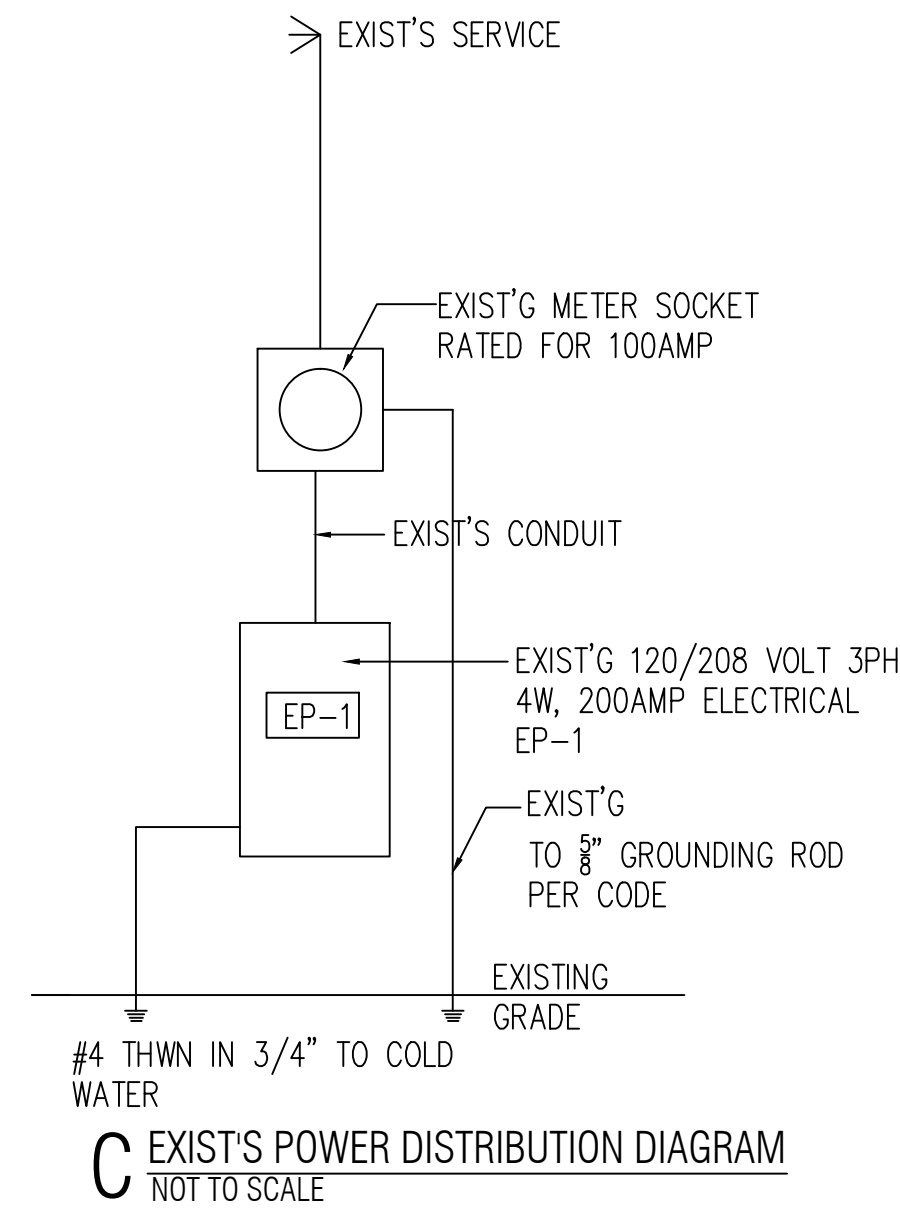 EXIST'S SERVICE
EXIST'G METER SOCKET
RATED FOR 100AMP
EXIST'S CONDUIT
EXIST'G 120/208 VOLT 3PH
4W, 200AMP ELECTRICAL
EP-1
EP-1
EXIST'G
TO 5/8" GROUNDING ROD
PER CODE
EXISTING
GRADE
#4 THWN IN 3/4" TO COLD
WATER
C EXIST'S POWER DISTRIBUTION DIAGRAM
NOT TO SCALE